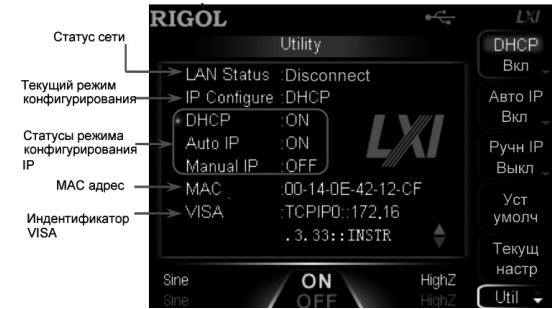 RIGOL
LXI
Utility
Статус сети
LAN Status :Disconnect
Текущий режим
конфигурирования
IP Configure :DHCP
Статусы режима
конфигурирования
IP
DHCP :ON
Auto IP :ON
Manual IP :OFF
LXI
MAC адрес
MAC :00-14-0E-42-12-CF
Индентификатор
VISA
VISA :TCPIP0::172.16
.3.33::INSTR
DHCP
Вкл
Авто IP
Вкл
Ручн IP
Выкл
Уст
умолч
Текущ
настр
Util
Sine ON HighZ
Sine OFF HighZ